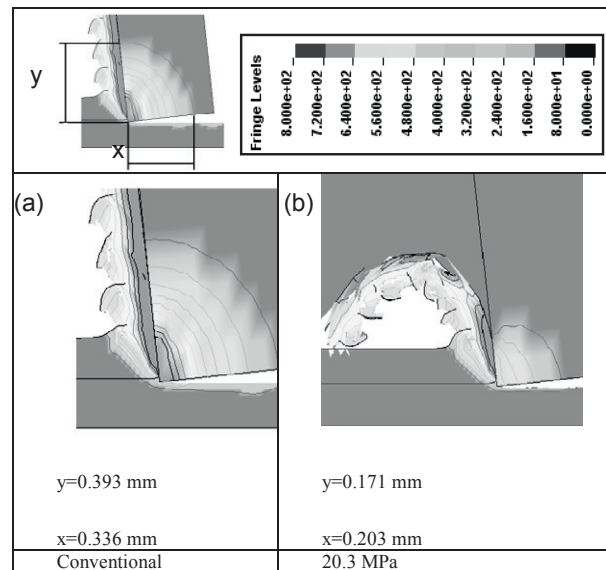 y
x
Fringe Levels
8.000e+02
7.200e+02
6.400e+02
5.600e+02
4.800e+02
4.000e+02
3.200e+02
2.400e+02
1.600e+02
8.000e+01
0.000e+00
(a)
(b)
y=0.393 mm
y=0.171 mm
x=0.336 mm
x=0.203 mm
Conventional
20.3 MPa